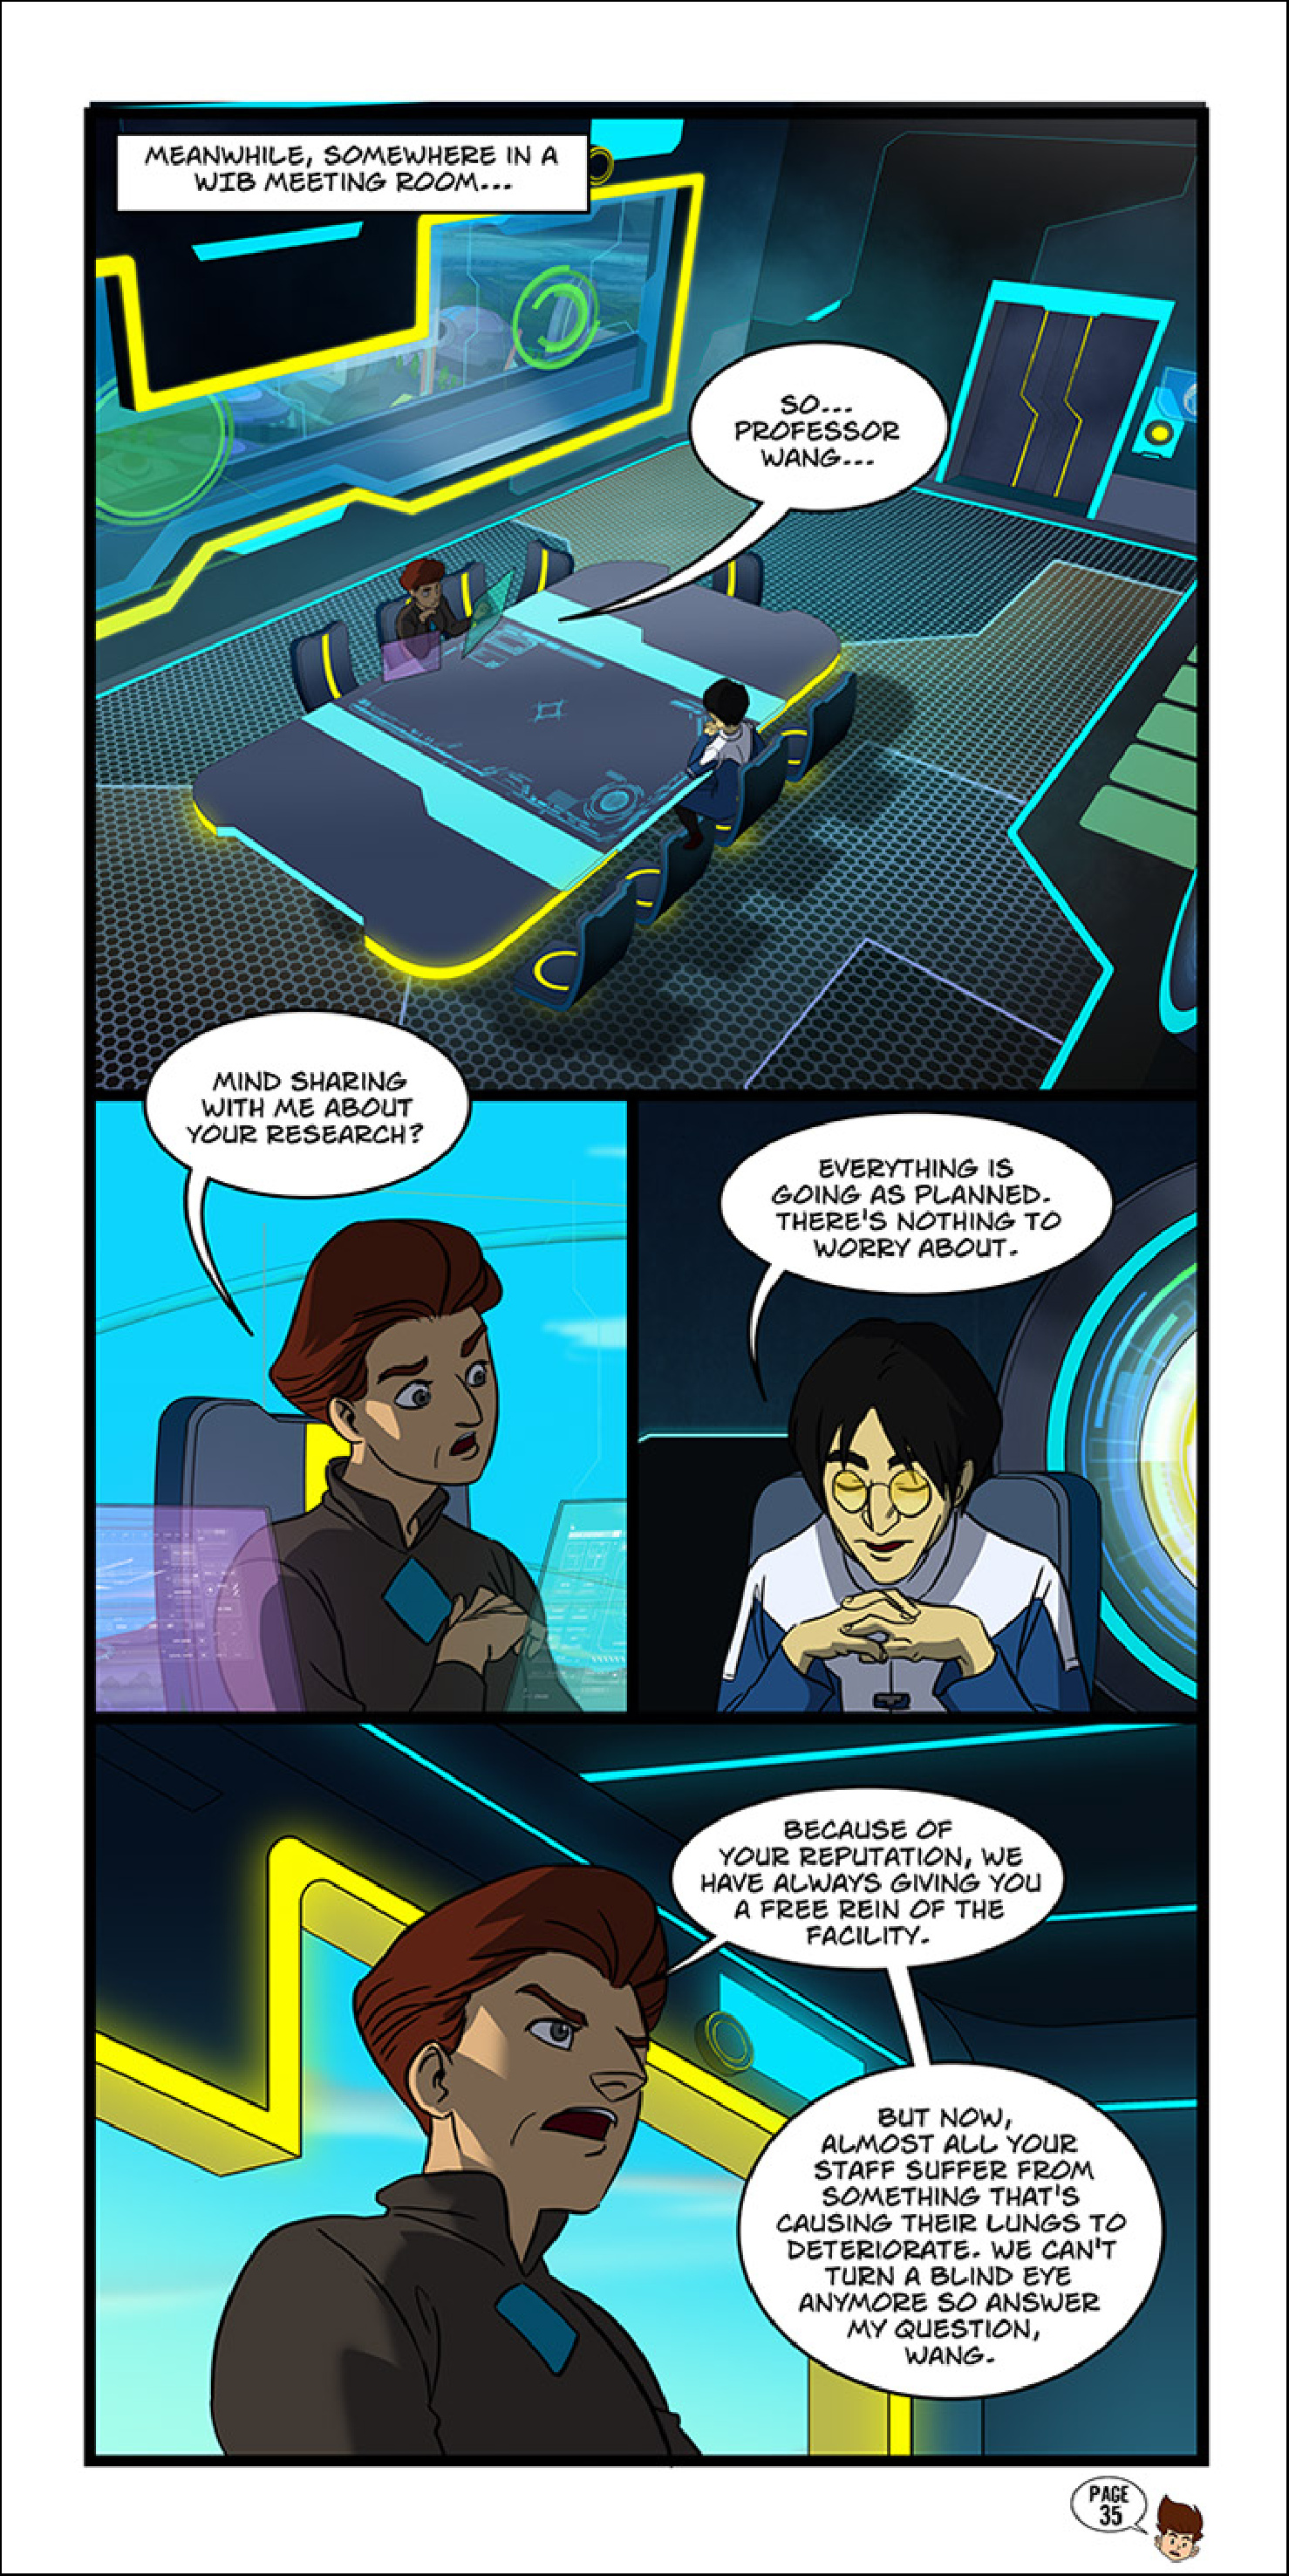 MEANWHILE, SOMEWHERE IN A
WIB MEETING ROOM...
SO...
PROFESSOR
WANG...
MIND SHARING
WITH ME ABOUT
YOUR RESEARCH?
EVERYTHING IS
GOING AS PLANNED.
THERE'S NOTHING TO
WORRY ABOUT.
BECAUSE OF
YOUR REPUTATION, WE
HAVE ALWAYS GIVING YOU
A FREE REIN OF THE
FACILITY.
BUT NOW,
ALMOST ALL YOUR
STAFF SUFFER FROM
SOMETHING THAT'S
CAUSING THEIR LUNGS TO
DETERIORATE. WE CAN'T
TURN A BLIND EYE
ANYMORE SO ANSWER
MY QUESTION,
WANG.
PAGE
35